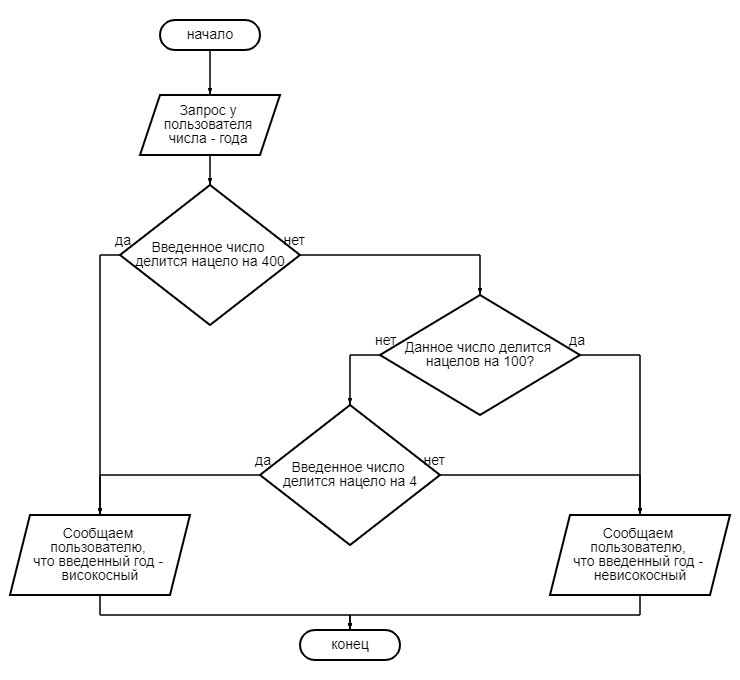 начало
Запрос у
пользователя
числа - года
да
нет
Введенное число
делится нацело на 400
нет
да
Данное число делится
нацелов на 100?
да
нет
Введенное число
делится нацело на 4
Сообщаем
пользователю,
что введенный год -
високосный
Сообщаем
пользователю,
что введенный год -
невисокосный
конец